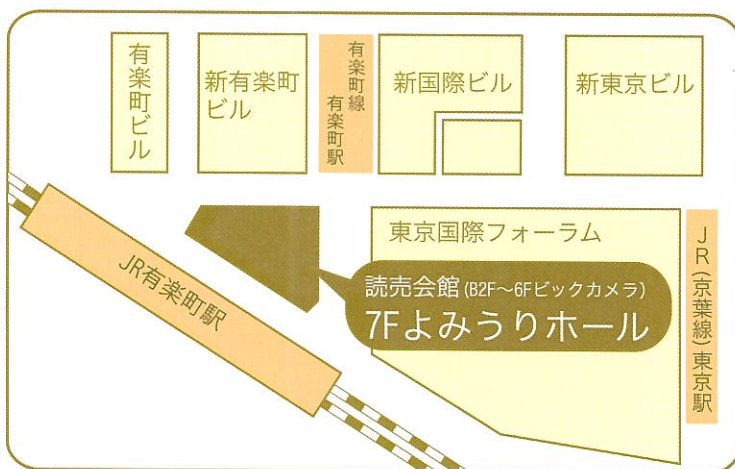 有楽町ビル
新有楽町
ビル
有楽町線
有楽町駅
新国際ビル
新東京ビル
JR有楽町駅
東京国際フォーラム
読売会館(B2F〜6Fビックカメラ)
7Fよみうりホール
JR(京葉線)東京駅